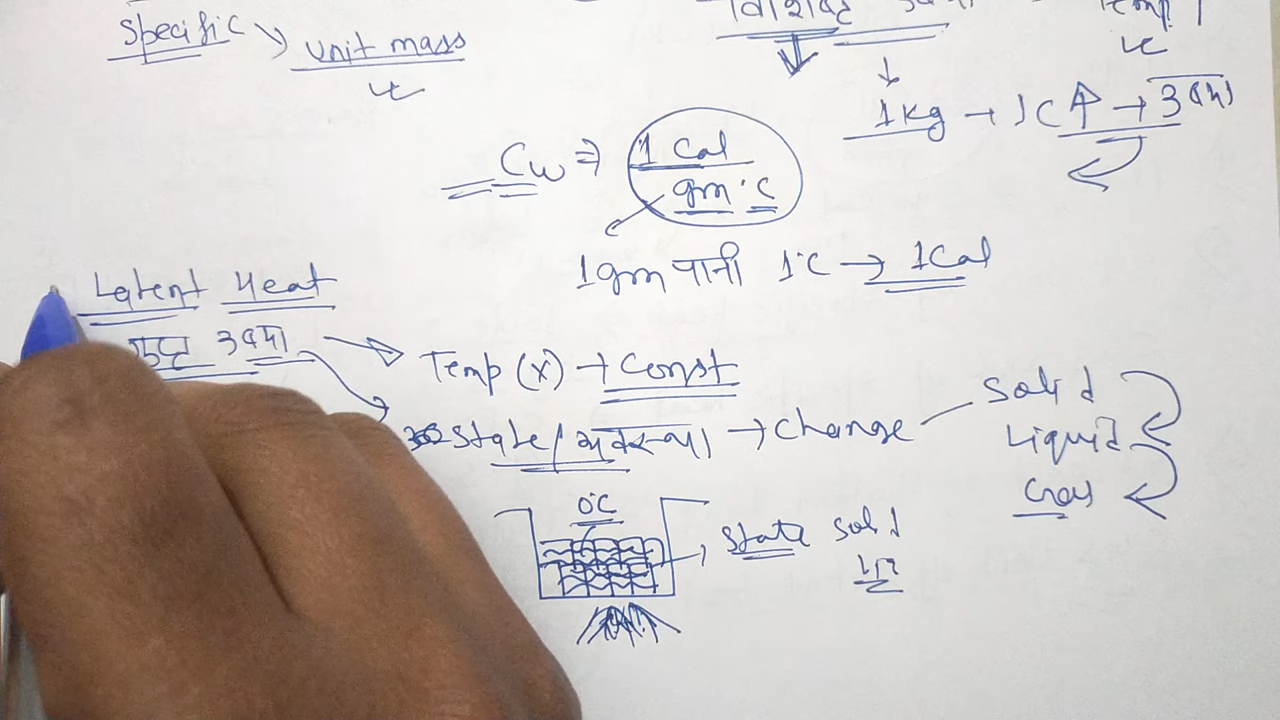 Specific → unit mass
Temp ↑
1kg → 1°C ↑ → ऊष्मा
Cw ⇒ 1 Cal
gm °C
1gm पानी 1°C → 1Cal
Latent Heat
गुप्त ऊष्मा
Temp (x) → Const
State/अवस्था → Change
Solid
Liquid
Gas
0°C
State Solid